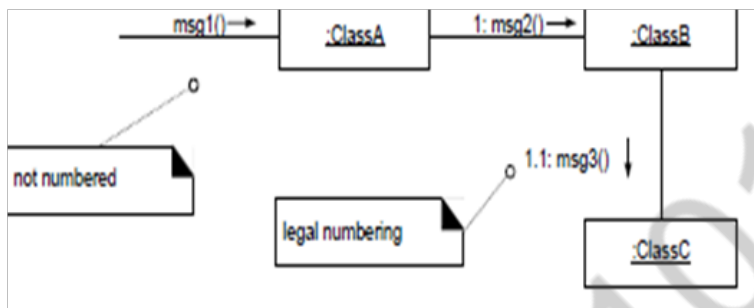 msg1()
:ClassA
1: msg2()
:ClassB
not numbered
1.1: msg3()
legal numbering
:ClassC